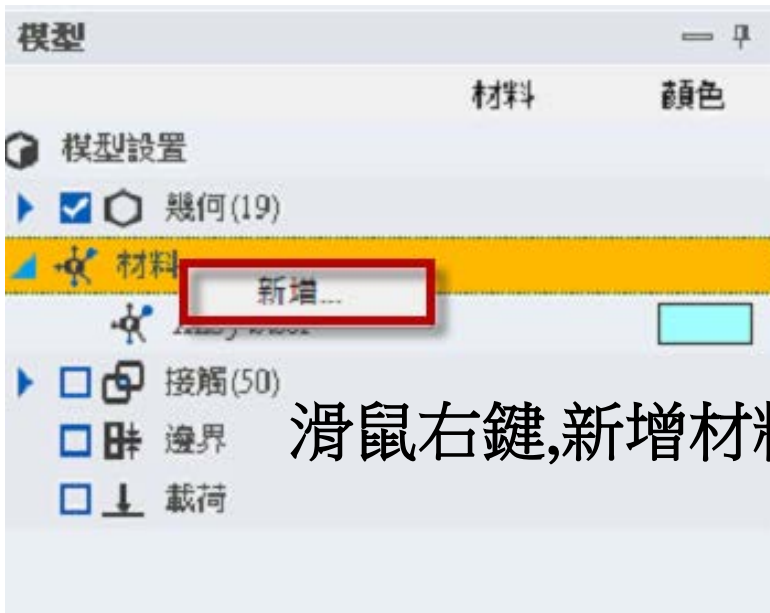 模型
材料 顏色
模型設置
幾何(19)
材料
新增...
接觸(50)
邊界
載荷
滑鼠右鍵,新增材